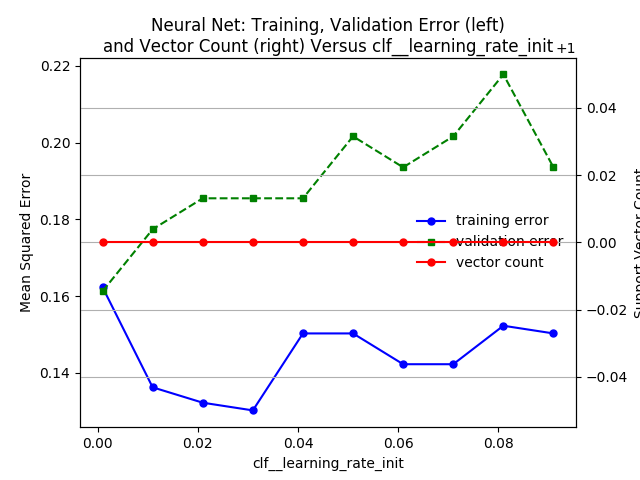 Neural Net: Training, Validation Error (left)
and Vector Count (right) Versus clf__learning_rate_init
+1
0.22
0.20
0.18
0.16
0.14
Mean Squared Error
0.04
0.02
0.00
−0.02
−0.04
Support Vector Count
training error
validation error
vector count
0.00
0.02
0.04
0.06
0.08
clf__learning_rate_init